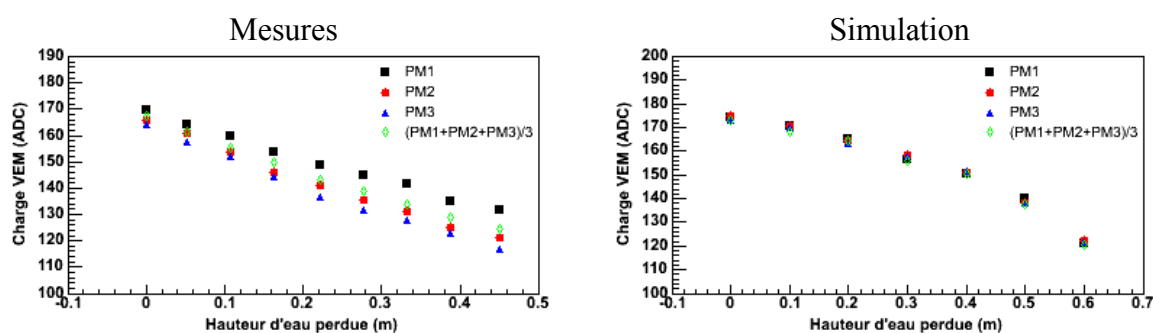 Mesures
Charge VEM (ADC)
190
180
170
160
150
140
130
120
110
100
-0.1
0
0.1
0.2
0.3
0.4
0.5
Hauteur d'eau perdue (m)
PM1
PM2
PM3
(PM1+PM2+PM3)/3
Simulation
Charge VEM (ADC)
200
190
180
170
160
150
140
130
120
110
100
-0.1
0
0.1
0.2
0.3
0.4
0.5
0.6
0.7
Hauteur d'eau perdue (m)
PM1
PM2
PM3
(PM1+PM2+PM3)/3